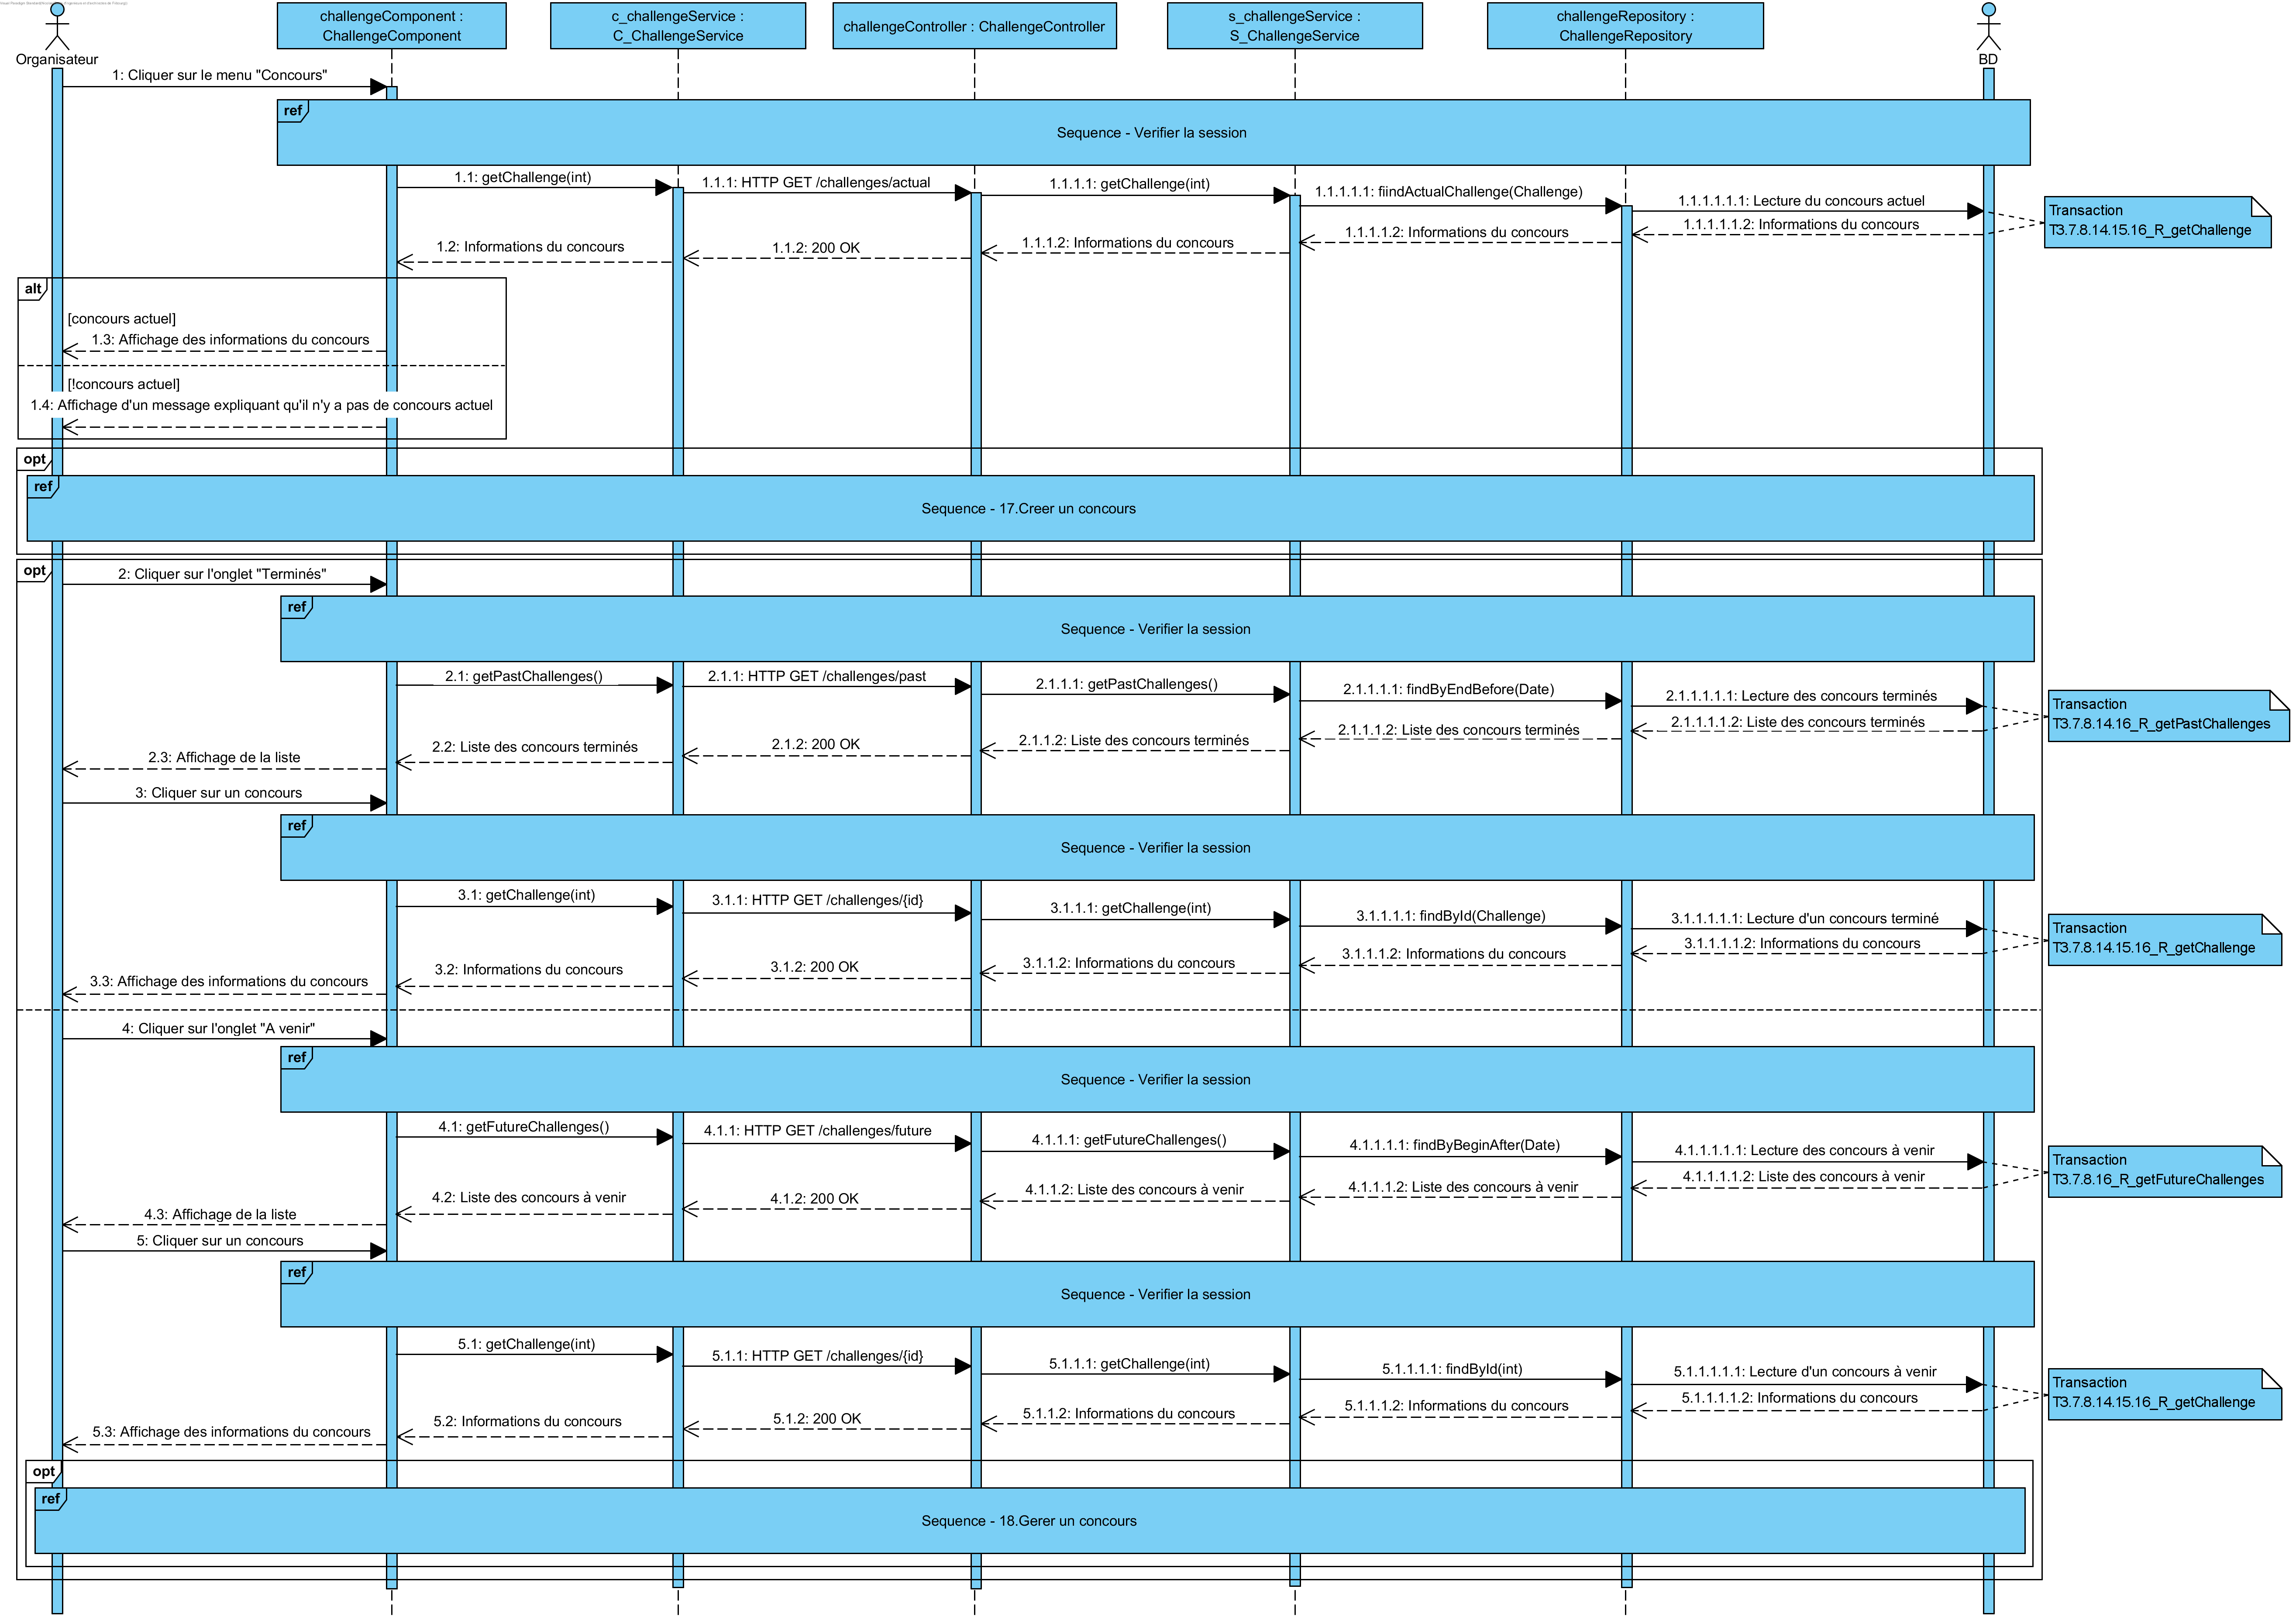 Organisateur
challengeComponent :
ChallengeComponent
c_challengeService :
C_ChallengeService
challengeController : ChallengeController
s_challengeService :
S_ChallengeService
challengeRepository :
ChallengeRepository
BD
1: Cliquer sur le menu "Concours"
ref
Sequence - Verifier la session
1.1: getChallenge(int)
1.1.1: HTTP GET /challenges/actual
1.1.1.1: getChallenge(int)
1.1.1.1.1: fiindActualChallenge(Challenge)
1.1.1.1.1.1: Lecture du concours actuel
Transaction
T3.7.8.14.15.16_R_getChallenge
1.1.1.1.1.2: Informations du concours
1.1.1.1.2: Informations du concours
1.1.1.2: Informations du concours
1.1.2: 200 OK
1.2: Informations du concours
alt
[concours actuel]
1.3: Affichage des informations du concours
[!concours actuel]
1.4: Affichage d'un message expliquant qu'il n'y a pas de concours actuel
opt
ref
Sequence - 17.Creer un concours
opt
2: Cliquer sur l'onglet "Terminés"
ref
Sequence - Verifier la session
2.1: getPastChallenges()
2.1.1: HTTP GET /challenges/past
2.1.1.1: getPastChallenges()
2.1.1.1.1: findByEndBefore(Date)
2.1.1.1.1.1: Lecture des concours terminés
Transaction
T3.7.8.14.16_R_getPastChallenges
2.1.1.1.1.2: Liste des concours terminés
2.1.1.1.2: Liste des concours terminés
2.1.1.2: Liste des concours terminés
2.1.2: 200 OK
2.2: Liste des concours terminés
2.3: Affichage de la liste
3: Cliquer sur un concours
ref
Sequence - Verifier la session
3.1: getChallenge(int)
3.1.1: HTTP GET /challenges/{id}
3.1.1.1: getChallenge(int)
3.1.1.1.1: findById(Challenge)
3.1.1.1.1.1: Lecture d'un concours terminé
Transaction
T3.7.8.14.15.16_R_getChallenge
3.1.1.1.1.2: Informations du concours
3.1.1.1.2: Informations du concours
3.1.1.2: Informations du concours
3.1.2: 200 OK
3.2: Informations du concours
3.3: Affichage des informations du concours
4: Cliquer sur l'onglet "A venir"
ref
Sequence - Verifier la session
4.1: getFutureChallenges()
4.1.1: HTTP GET /challenges/future
4.1.1.1: getFutureChallenges()
4.1.1.1.1: findByBeginAfter(Date)
4.1.1.1.1.1: Lecture des concours à venir
Transaction
T3.7.8.16_R_getFutureChallenges
4.1.1.1.1.2: Liste des concours à venir
4.1.1.1.2: Liste des concours à venir
4.1.1.2: Liste des concours à venir
4.1.2: 200 OK
4.2: Liste des concours à venir
4.3: Affichage de la liste
5: Cliquer sur un concours
ref
Sequence - Verifier la session
5.1: getChallenge(int)
5.1.1: HTTP GET /challenges/{id}
5.1.1.1: getChallenge(int)
5.1.1.1.1: findById(int)
5.1.1.1.1.1: Lecture d'un concours à venir
Transaction
T3.7.8.14.15.16_R_getChallenge
5.1.1.1.1.2: Informations du concours
5.1.1.1.2: Informations du concours
5.1.1.2: Informations du concours
5.1.2: 200 OK
5.2: Informations du concours
5.3: Affichage des informations du concours
opt
ref
Sequence - 18.Gerer un concours